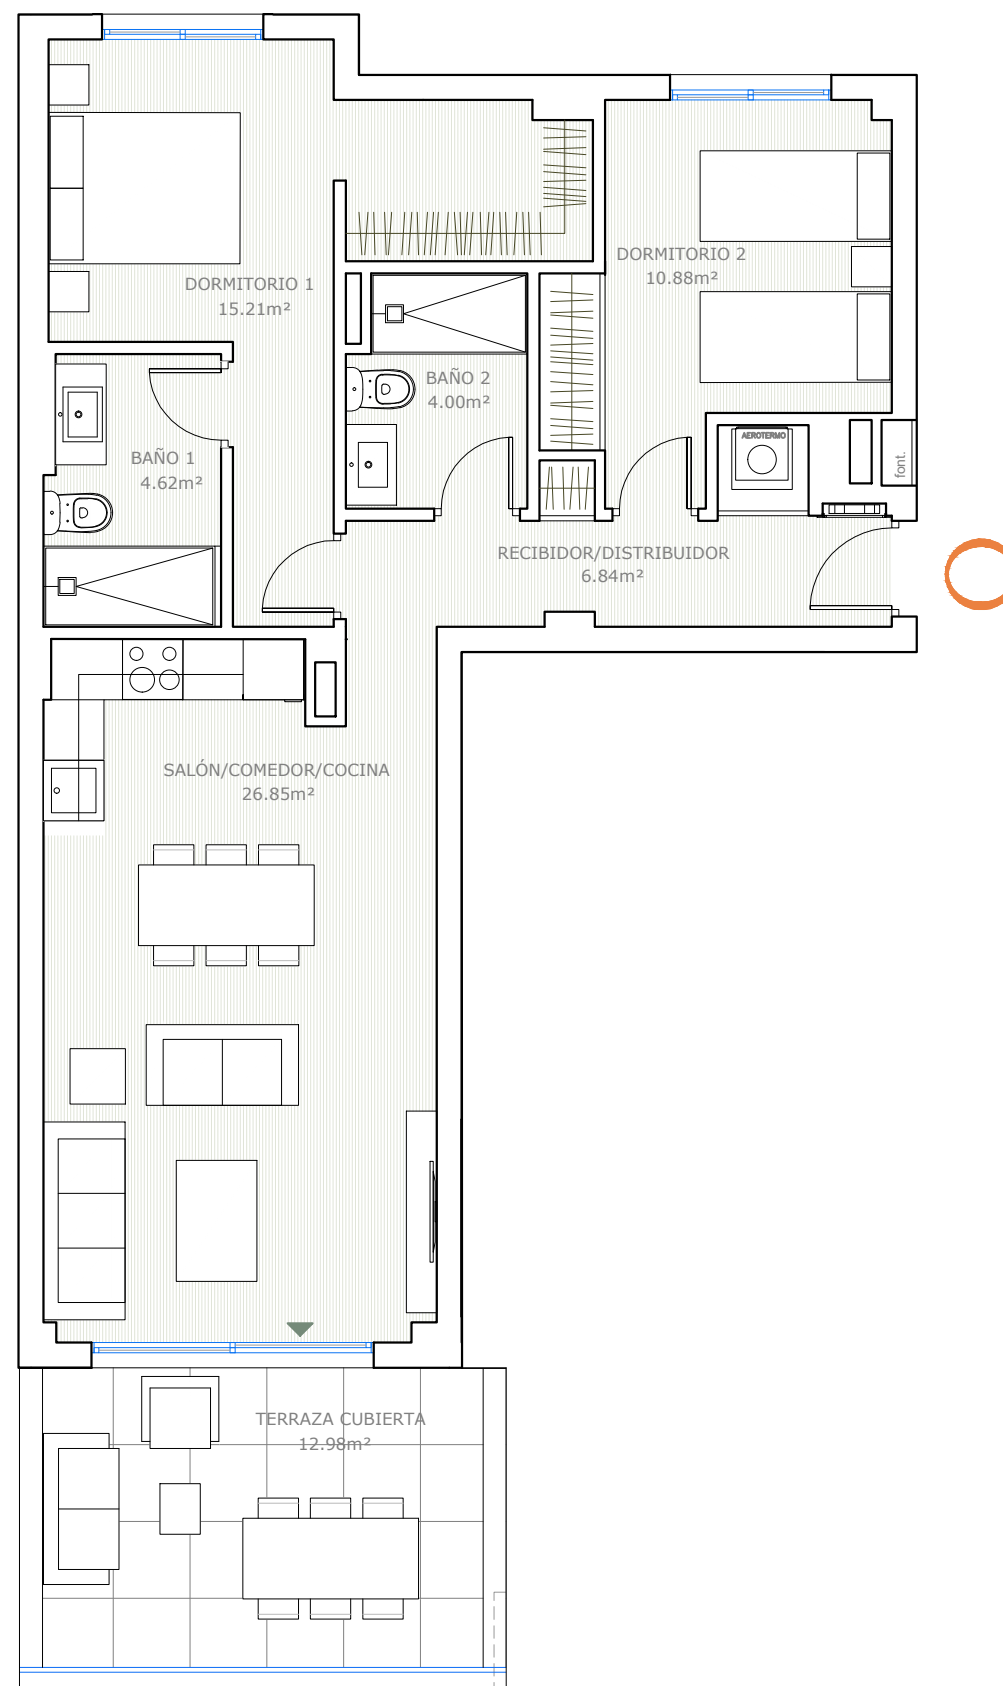 DORMITORIO 1
15.21m²
DORMITORIO 2
10.88m²
BAÑO 2
4.00m²
AEROTERMO
font.
BAÑO 1
4.62m²
RECIBIDOR/DISTRIBUIDOR
6.84m²
SALÓN/COMEDOR/COCINA
26.85m²
TERRAZA CUBIERTA
12.98m²